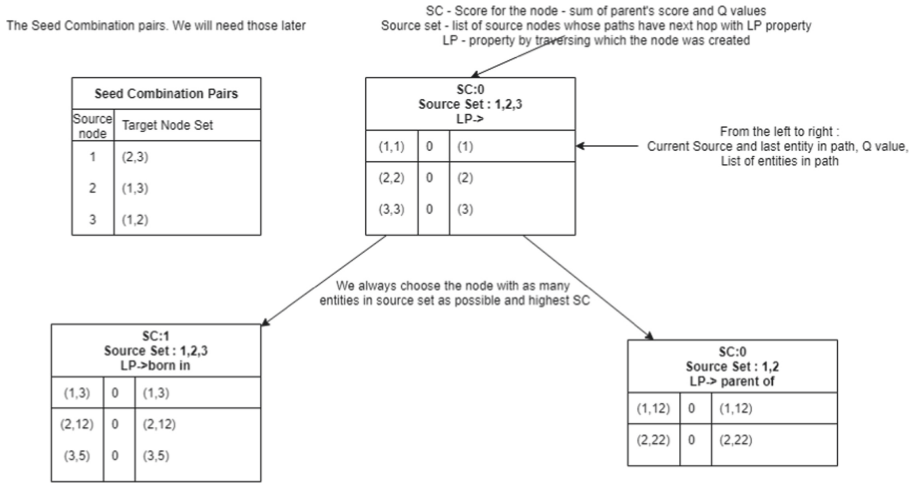 The Seed Combination pairs. We will need those later
SC - Score for the node - sum of parent's score and Q values
Source set - list of source nodes whose paths have next hop with LP property
LP - property by traversing which the node was created
Seed Combination Pairs
Source node
Target Node Set
1 (2,3)
2 (1,3)
3 (1,2)
SC:0
Source Set : 1,2,3
LP->
(1,1) 0 (1)
(2,2) 0 (2)
(3,3) 0 (3)
From the left to right :
Current Source and last entity in path, Q value,
List of entities in path
We always choose the node with as many
entities in source set as possible and highest SC
SC:1
Source Set : 1,2,3
LP->born in
(1,3) 0 (1,3)
(2,12) 0 (2,12)
(3,5) 0 (3,5)
SC:0
Source Set : 1,2
LP-> parent of
(1,12) 0 (1,12)
(2,22) 0 (2,22)